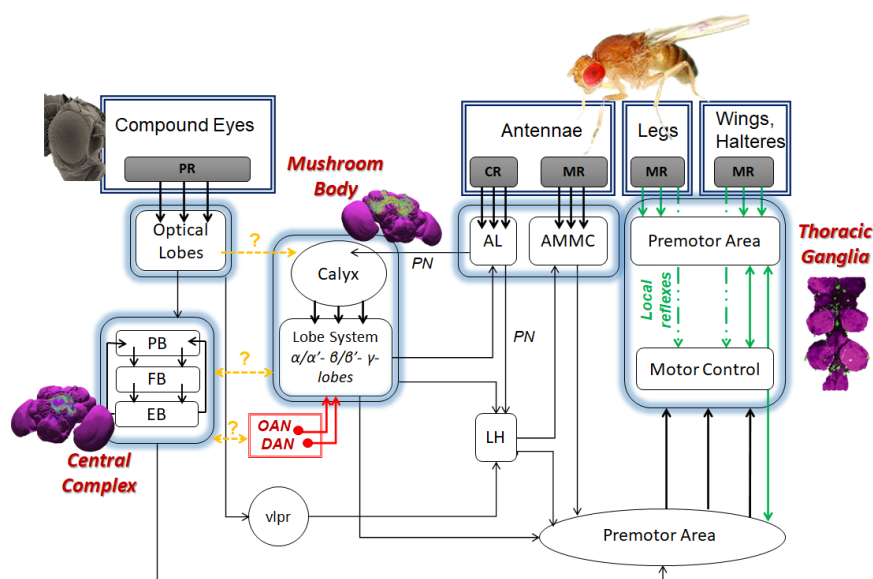 Compound Eyes
PR
Antennae
CR
MR
Legs
MR
Wings,
Halteres
MR
Mushroom
Body
Optical
Lobes
?
Calyx
PN
AL
AMMC
Premotor Area
Thoracic
Ganglia
Local
reflexes
Motor Control
PB
FB
EB
?
Lobe System
α/α’- β/β’- γ-
lobes
PN
?
OAN
DAN
LH
Central
Complex
vlpr
Premotor Area